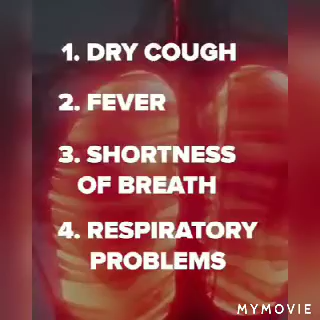 1. DRY COUGH
2. FEVER
3. SHORTNESS
OF BREATH
4. RESPIRATORY
PROBLEMS
MYMOVIE